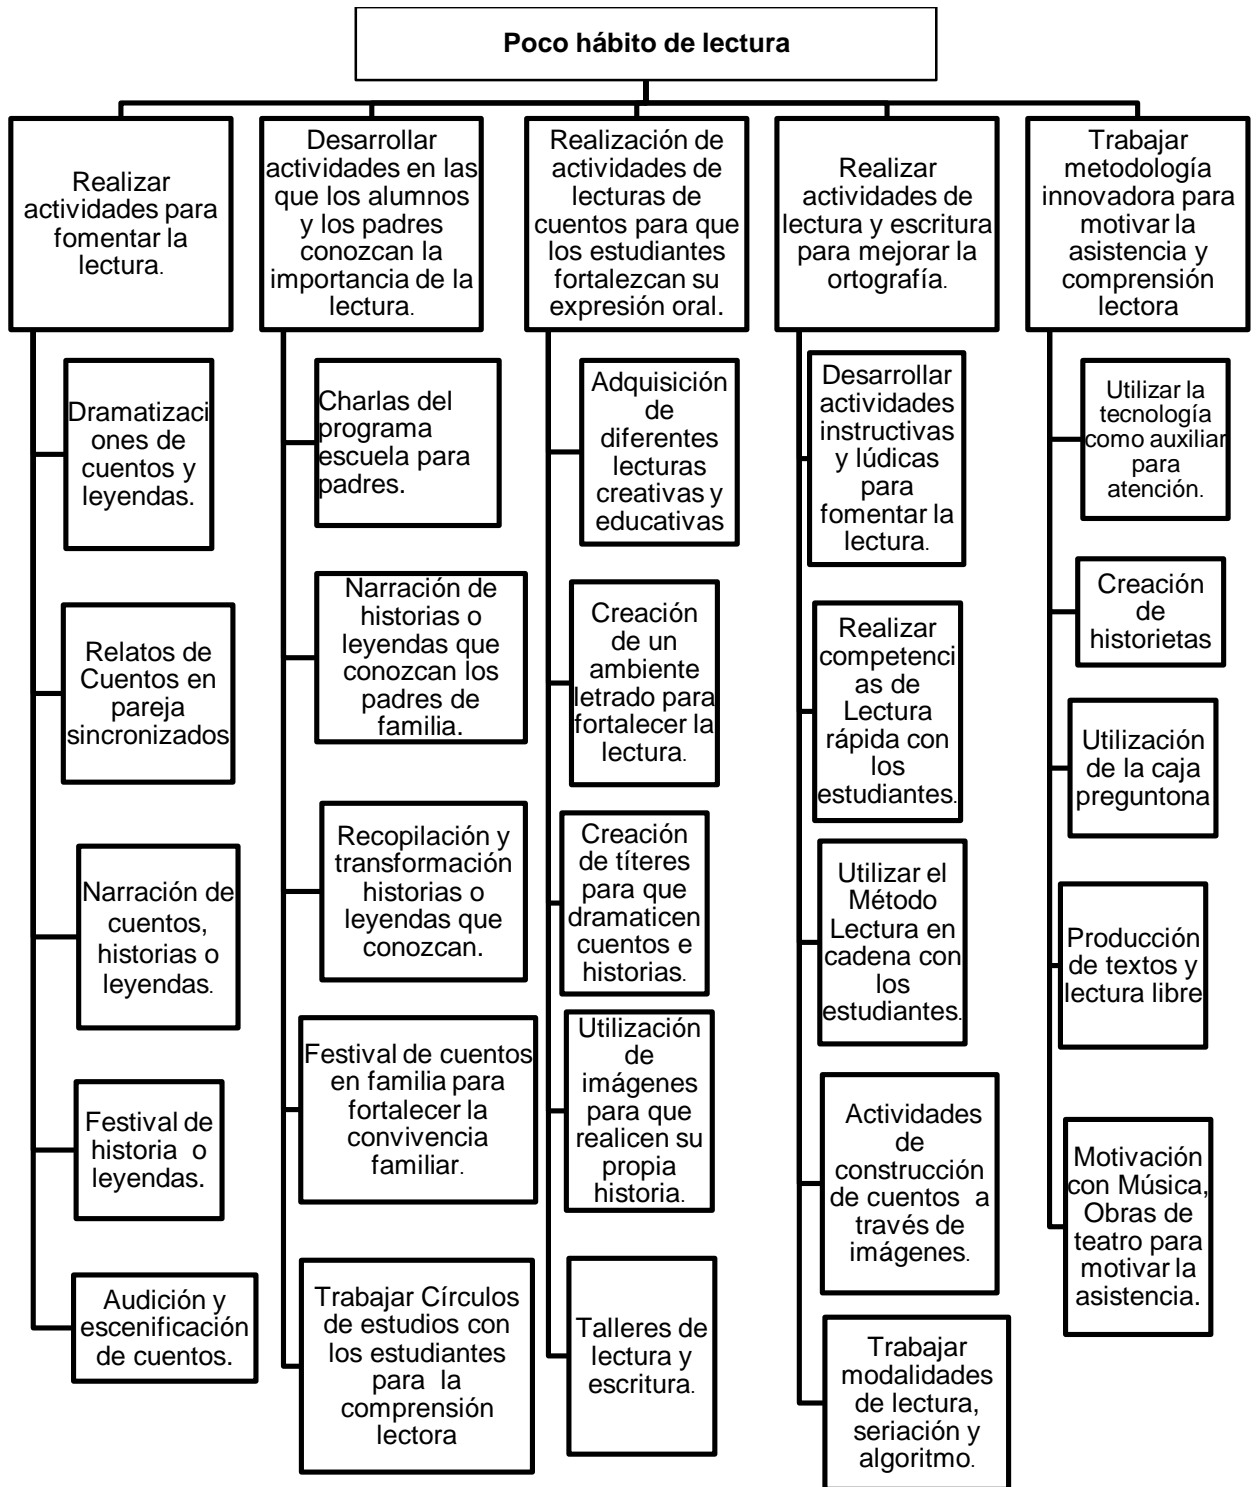 Poco hábito de lectura
Realizar
actividades para
fomentar la
lectura.
Desarrollar
actividades en las
que los alumnos
y los padres
conozcan la
importancia de la
lectura.
Realización de
actividades de
lecturas de
cuentos para que
los estudiantes
fortalezcan su
expresión oral.
Realizar
actividades de
lectura y escritura
para mejorar la
ortografía.
Trabajar
metodología
innovadora para
motivar la
asistencia y
comprensión
lectora
Dramatizaci
ones de
cuentos y
leyendas.
Relatos de
Cuentos en
pareja
sincronizados
Narración de
cuentos,
historias o
leyendas.
Festival de
historia o
leyendas.
Audición y
escenificación
de cuentos.
Charlas del
programa
escuela para
padres.
Narración de
historias o
leyendas que
conozcan los
padres de
familia.
Recopilación y
transformación
historias o
leyendas que
conozcan.
Festival de cuentos
en familia para
fortalecer la
convivencia
familiar.
Trabajar Círculos
de estudios con
los estudiantes
para la
comprensión
lectora
Adquisición
de
diferentes
lecturas
creativas y
educativas
Creación
de un
ambiente
letrado para
fortalecer la
lectura.
Creación
de títeres
para que
dramaticen
cuentos e
historias.
Utilización
de
imágenes
para que
realicen su
propia
historia.
Talleres de
lectura y
escritura.
Desarrollar
actividades
instructivas
y lúdicas
para
fomentar la
lectura.
Realizar
competenci
as de
Lectura
rápida con
los
estudiantes.
Utilizar el
Método
Lectura en
cadena con
los
estudiantes.
Actividades
de
construcción
de cuentos a
través de
imágenes.
Trabajar
modalidades
de lectura,
seriación y
algoritmo.
Utilizar la
tecnología
como auxiliar
para
atención.
Creación
de
historietas
Utilización
de la caja
preguntona
Producción
de textos y
lectura libre
Motivación
con Música,
Obras de
teatro para
motivar la
asistencia.